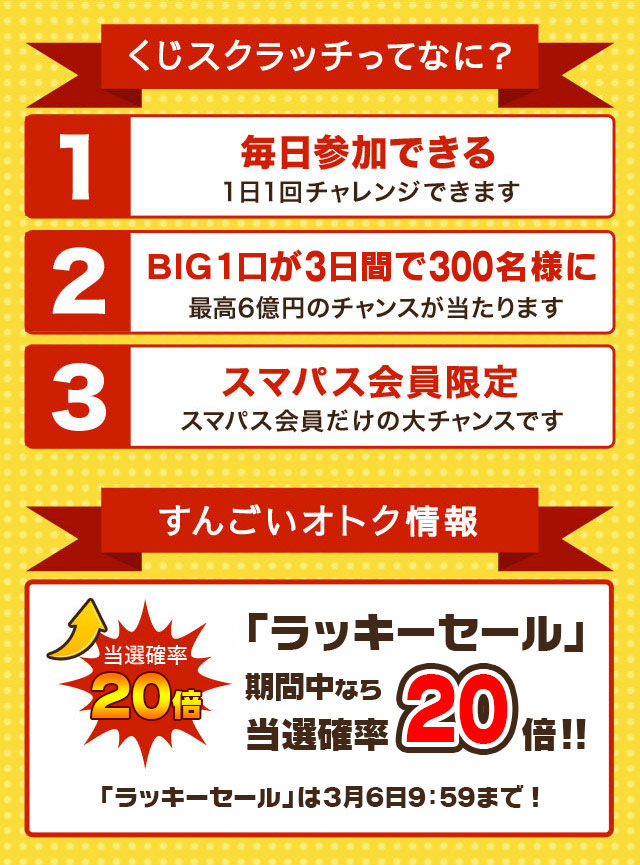 くじスクラッチってなに？
1
毎日参加できる
1日1回チャレンジできます
2
BIG1口が3日間で300名様に
最高6億円のチャンスが当たります
3
スマパス会員限定
スマパス会員だけの大チャンスです
すんごいオトク情報
当選確率
20倍
「ラッキーセール」
期間中なら
当選確率20倍!!
「ラッキーセール」は3月6日9：59まで！